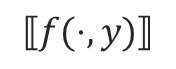 ⟦f(·, y)⟧